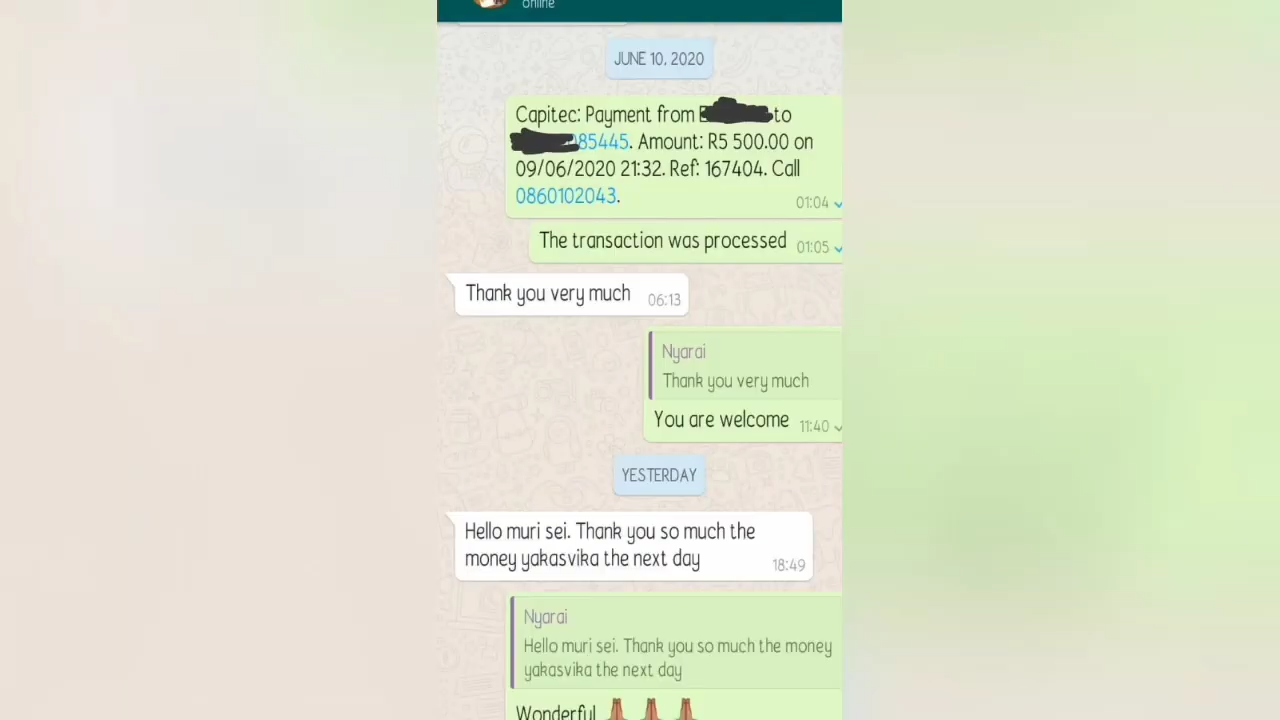 online
JUNE 10, 2020
Capitec: Payment from to
85445. Amount: R5 500.00 on
09/06/2020 21:32. Ref: 167404. Call
0860102043.
01:04
The transaction was processed
01:05
Thank you very much
06:13
Nyarai
Thank you very much
You are welcome
11:40
YESTERDAY
Hello muri sei. Thank you so much the
money yakasvika the next day
18:49
Nyarai
Hello muri sei. Thank you so much the money
yakasvika the next day
Wonderful 🙏🙏🙏